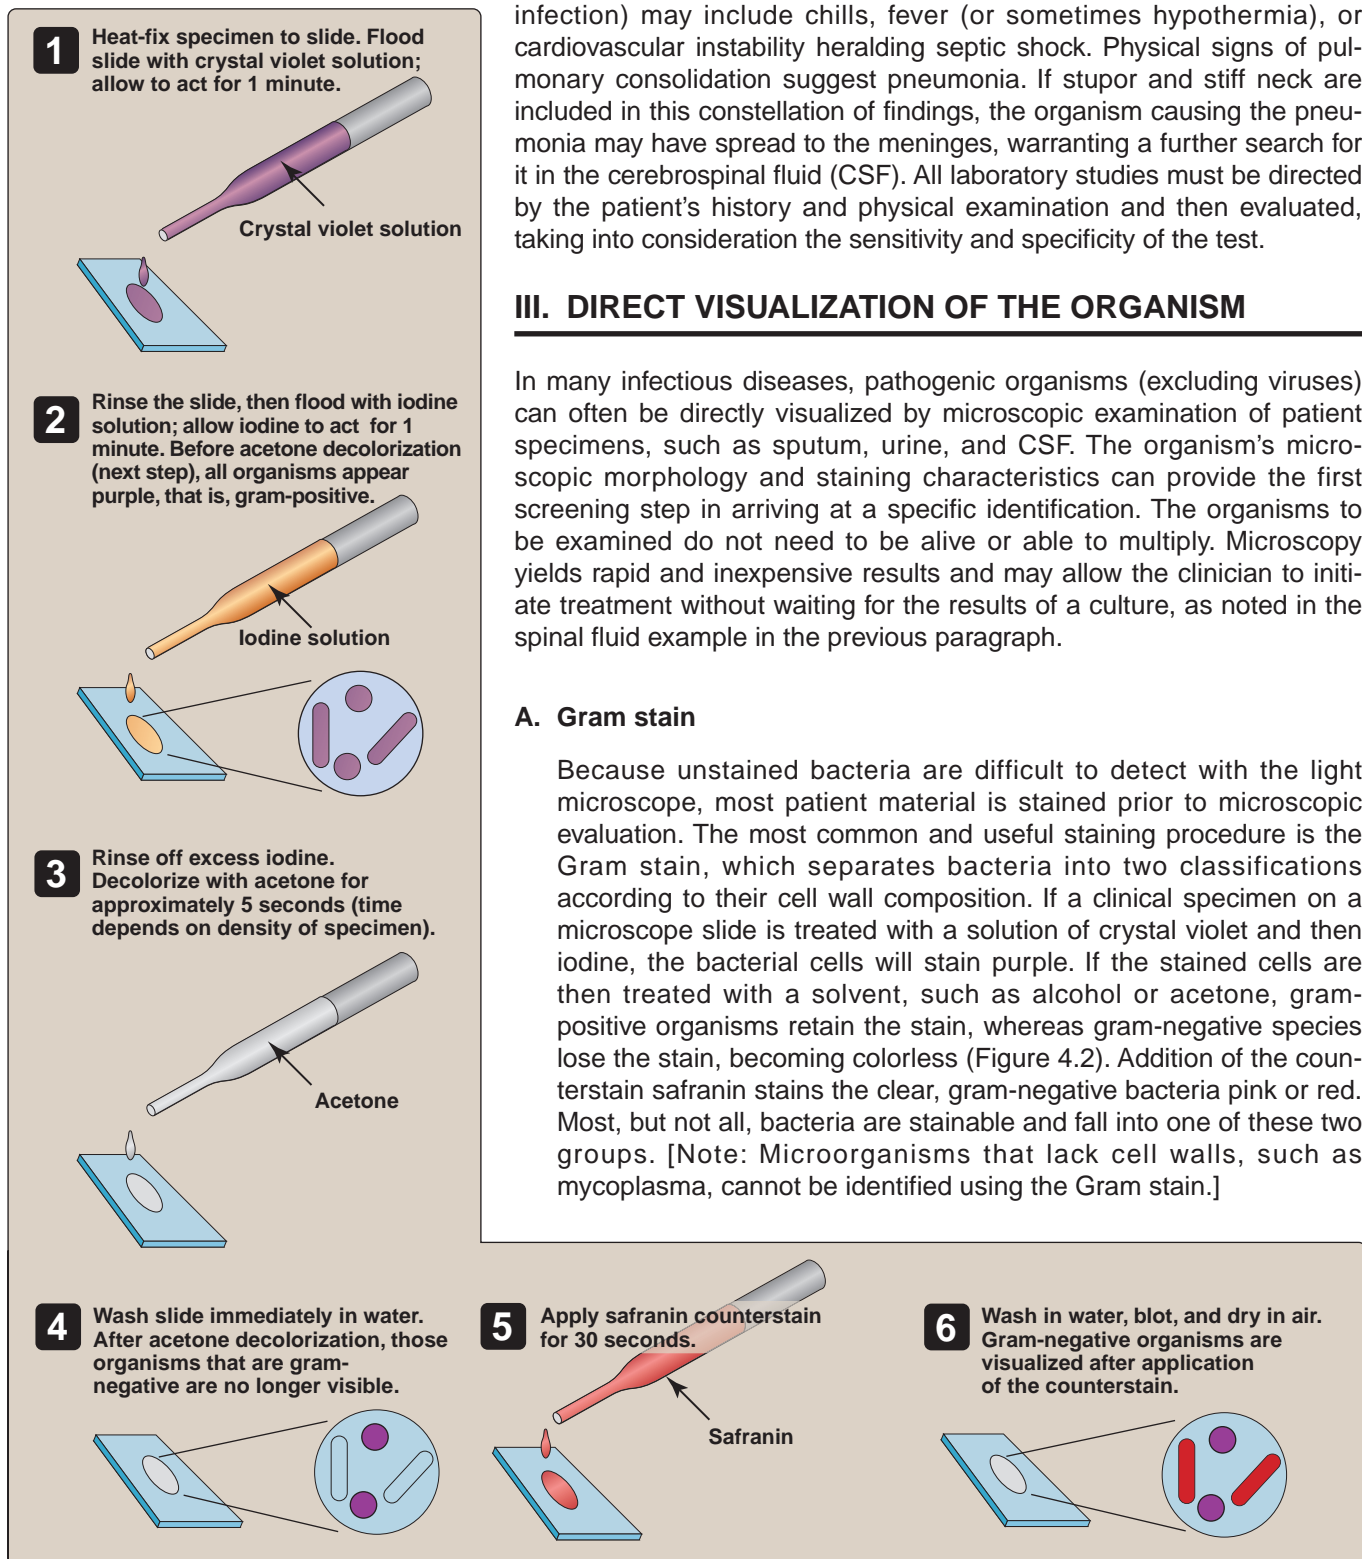 infection) may include chills, fever (or sometimes hypothermia), or
cardiovascular instability heralding septic shock. Physical signs of pul-
monary consolidation suggest pneumonia. If stupor and stiff neck are
included in this constellation of findings, the organism causing the pneu-
monia may have spread to the meninges, warranting a further search for
it in the cerebrospinal fluid (CSF). All laboratory studies must be directed
by the patient's history and physical examination and then evaluated,
taking into consideration the sensitivity and specificity of the test.
III. DIRECT VISUALIZATION OF THE ORGANISM
In many infectious diseases, pathogenic organisms (excluding viruses)
can often be directly visualized by microscopic examination of patient
specimens, such as sputum, urine, and CSF. The organism's micro-
scopic morphology and staining characteristics can provide the first
screening step in arriving at a specific identification. The organisms to
be examined do not need to be alive or able to multiply. Microscopy
yields rapid and inexpensive results and may allow the clinician to initi-
ate treatment without waiting for the results of a culture, as noted in the
spinal fluid example in the previous paragraph.
A. Gram stain
Because unstained bacteria are difficult to detect with the light
microscope, most patient material is stained prior to microscopic
evaluation. The most common and useful staining procedure is the
Gram stain, which separates bacteria into two classifications
according to their cell wall composition. If a clinical specimen on a
microscope slide is treated with a solution of crystal violet and then
iodine, the bacterial cells will stain purple. If the stained cells are
then treated with a solvent, such as alcohol or acetone, gram-
positive organisms retain the stain, whereas gram-negative species
lose the stain, becoming colorless (Figure 4.2). Addition of the coun-
terstain safranin stains the clear, gram-negative bacteria pink or red.
Most, but not all, bacteria are stainable and fall into one of these two
groups. [Note: Microorganisms that lack cell walls, such as
mycoplasma, cannot be identified using the Gram stain.]
1
Heat-fix specimen to slide. Flood
slide with crystal violet solution;
allow to act for 1 minute.
Crystal violet solution
2
Rinse the slide, then flood with iodine
solution; allow iodine to act for 1
minute. Before acetone decolorization
(next step), all organisms appear
purple, that is, gram-positive.
Iodine solution
3
Rinse off excess iodine.
Decolorize with acetone for
approximately 5 seconds (time
depends on density of specimen).
Acetone
4
Wash slide immediately in water.
After acetone decolorization, those
organisms that are gram-
negative are no longer visible.
5
Apply safranin counterstain
for 30 seconds.
Safranin
6
Wash in water, blot, and dry in air.
Gram-negative organisms are
visualized after application
of the counterstain.